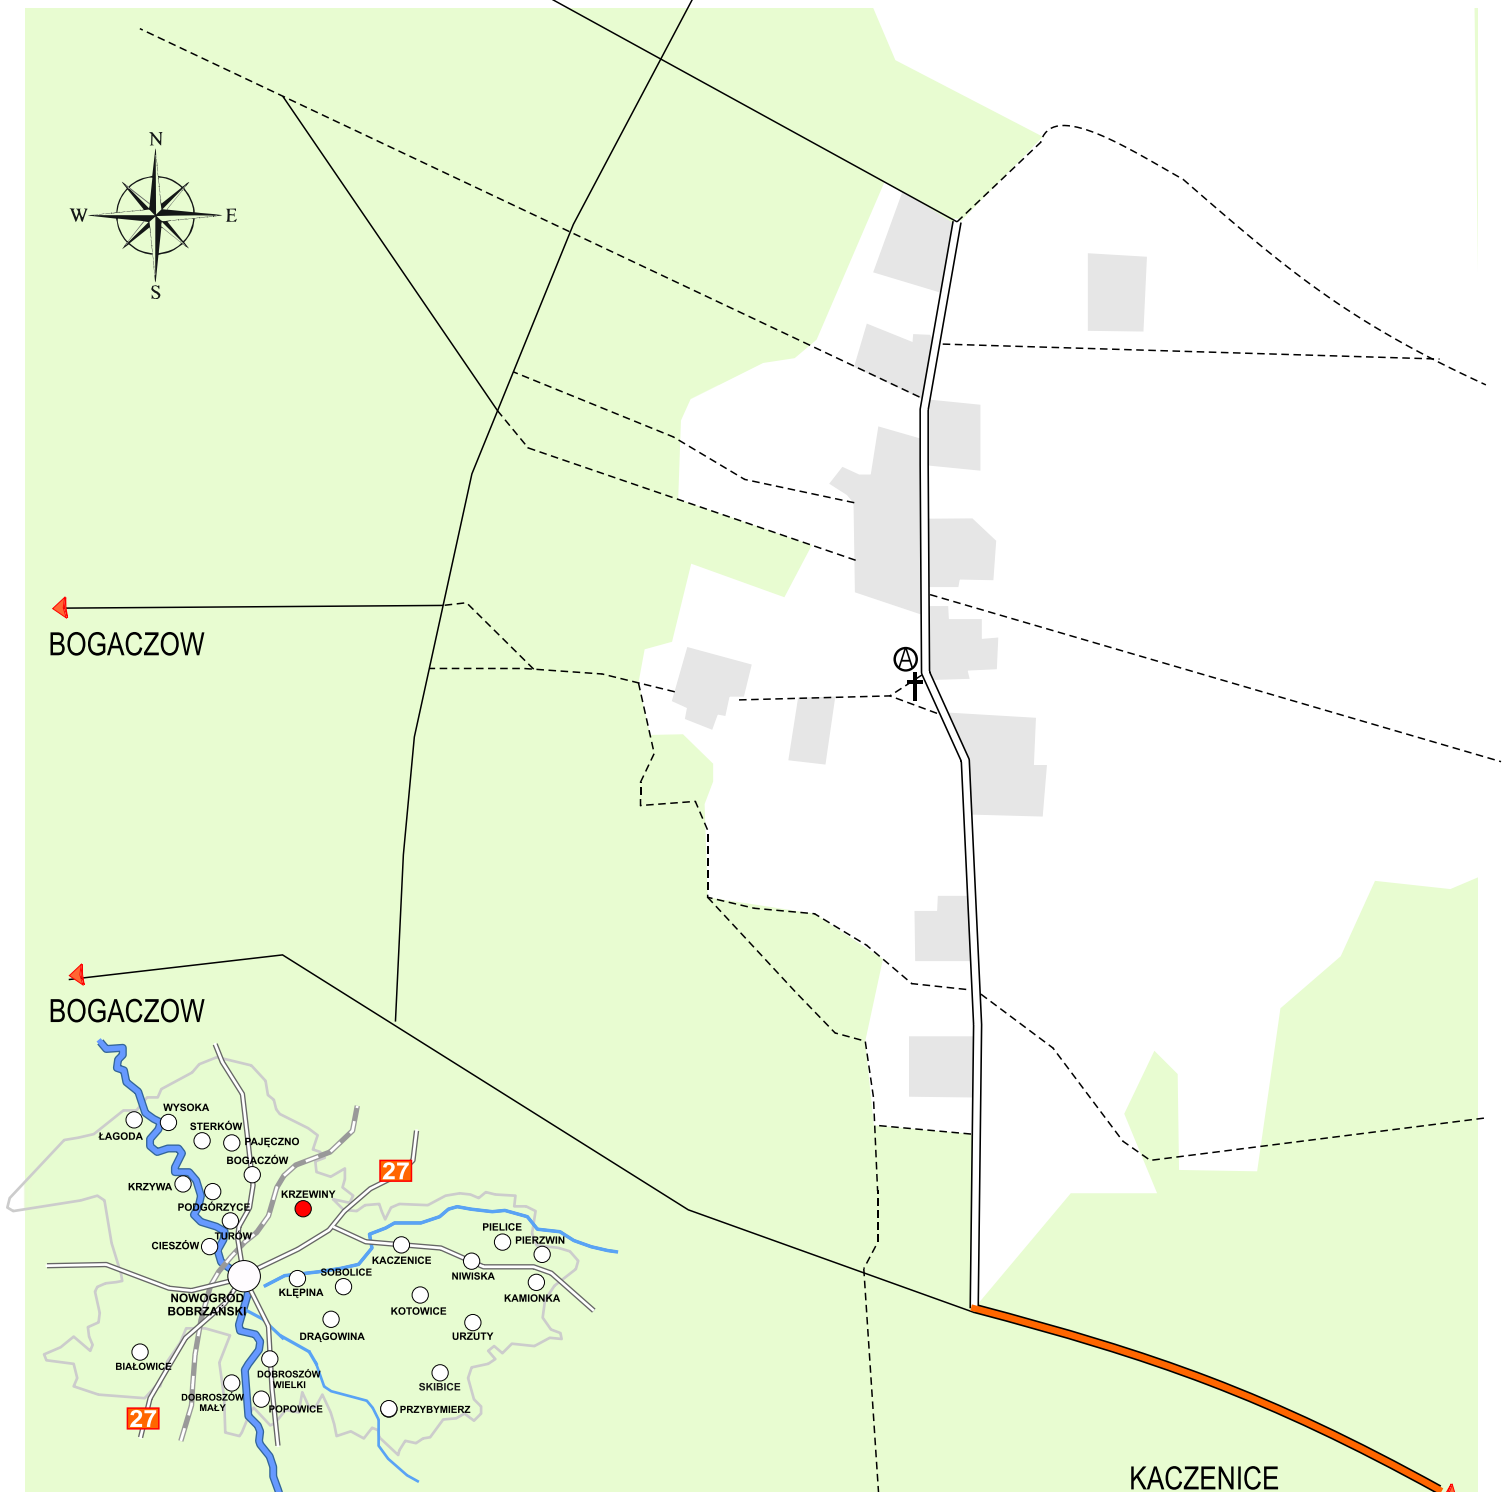 N
W E
S
A
BOGACZOW
BOGACZOW
WYSOKA
ŁAGODA
STERKÓW
PAJĘCZNO
BOGACZÓW
27
KRZYWA
KRZEWINY
PODGÓRZYCE
TURÓW
CIESZÓW
PIELICE
PIERZWIN
KACZENICE
NIWISKA
SOBOLICE
KLĘPINA
KAMIONKA
NOWOGRÓD
BOBRZAŃSKI
KOTOWICE
DRĄGOWINA
URZUTY
BIAŁOWICE
DOBROSZÓW
WIELKI
SKIBICE
DOBROSZÓW
MAŁY
POPOWICE
PRZYBYMIERZ
27
KACZENICE